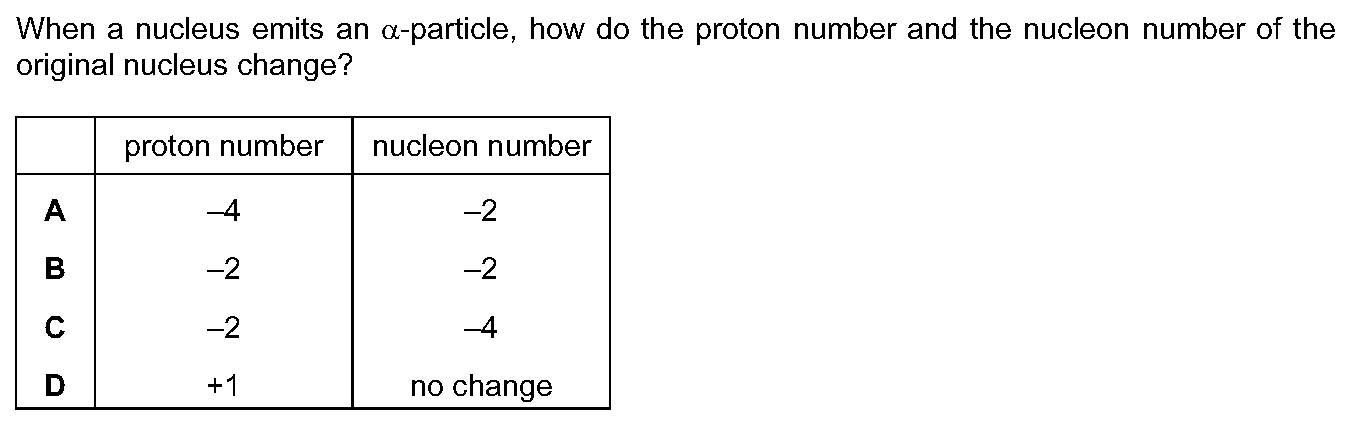 When a nucleus emits an α-particle, how do the proton number and the nucleon number of the
original nucleus change?
proton number nucleon number
A –4 –2
B –2 –2
C –2 –4
D +1 no change